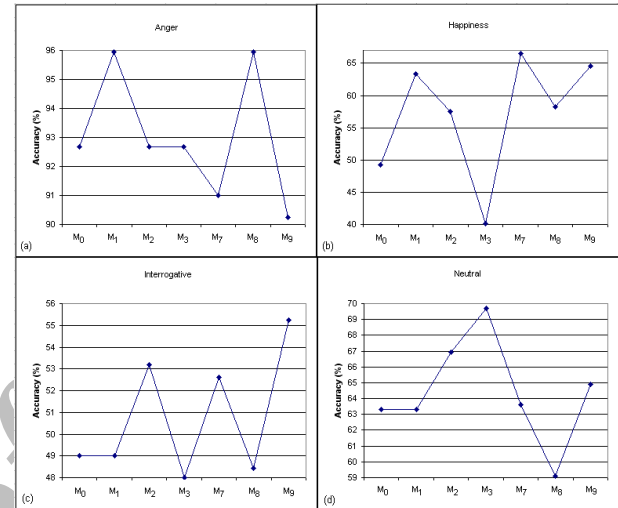 Anger
Accuracy (%)
96
95
94
93
92
91
90
M0 M1 M2 M3 M7 M8 M9
(a)
Happiness
Accuracy (%)
65
60
55
50
45
40
M0 M1 M2 M3 M7 M8 M9
(b)
Interrogative
Accuracy (%)
56
55
54
53
52
51
50
49
48
M0 M1 M2 M3 M7 M8 M9
(c)
Neutral
Accuracy (%)
70
69
68
67
66
65
64
63
62
61
60
59
M0 M1 M2 M3 M7 M8 M9
(d)